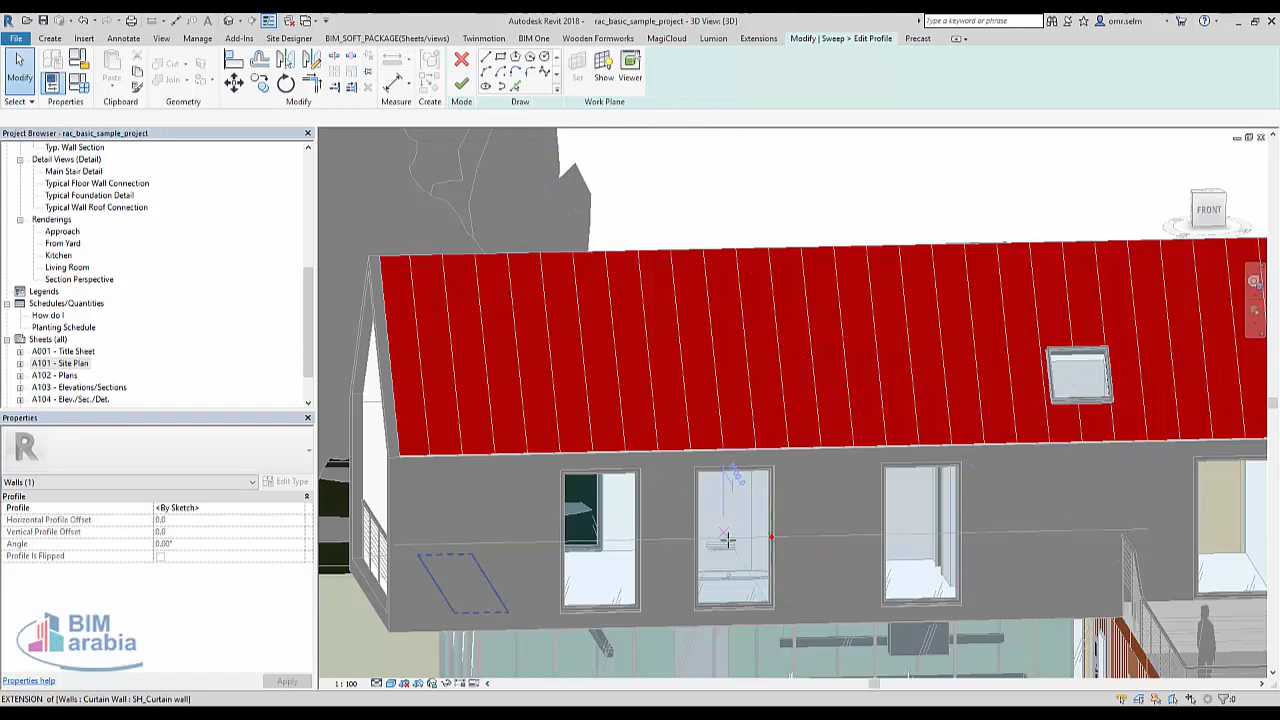 Autodesk Revit 2018 - rac_basic_sample_project - 3D View: {3D}
Type a keyword or phrase
omr.selm
File Create Insert Annotate View Manage Add-Ins Site Designer BIM_SOFT_PACKAGE(Sheets/views) Twinmotion BIM One Wooden Formworks MagiCloud Lumion Extensions Modify | Sweep > Edit Profile Precast
Modify
Paste
Cut
Join
Set Show Viewer
Select Properties Clipboard Geometry Modify Measure Create Mode Draw Work Plane
Project Browser - rac_basic_sample_project
Typ. Wall Section
Detail Views (Detail)
Main Stair Detail
Typical Floor Wall Connection
Typical Foundation Detail
Typical Wall Roof Connection
Renderings
Approach
From Yard
Kitchen
Living Room
Section Perspective
Legends
Schedules/Quantities
How do I
Planting Schedule
Sheets (all)
A001 - Title Sheet
A101 - Site Plan
A102 - Plans
A103 - Elevations/Sections
A104 - Elev./Sec./Det.
FRONT
Properties
R
Walls (1)
Edit Type
Profile
Profile <By Sketch>
Horizontal Profile Offset 0.0
Vertical Profile Offset 0.0
Angle 0.00°
Profile Is Flipped
BIM
arabia
Properties help
Apply
1 : 100
EXTENSION of [Walls : Curtain Wall : SH_Curtain wall]
:0